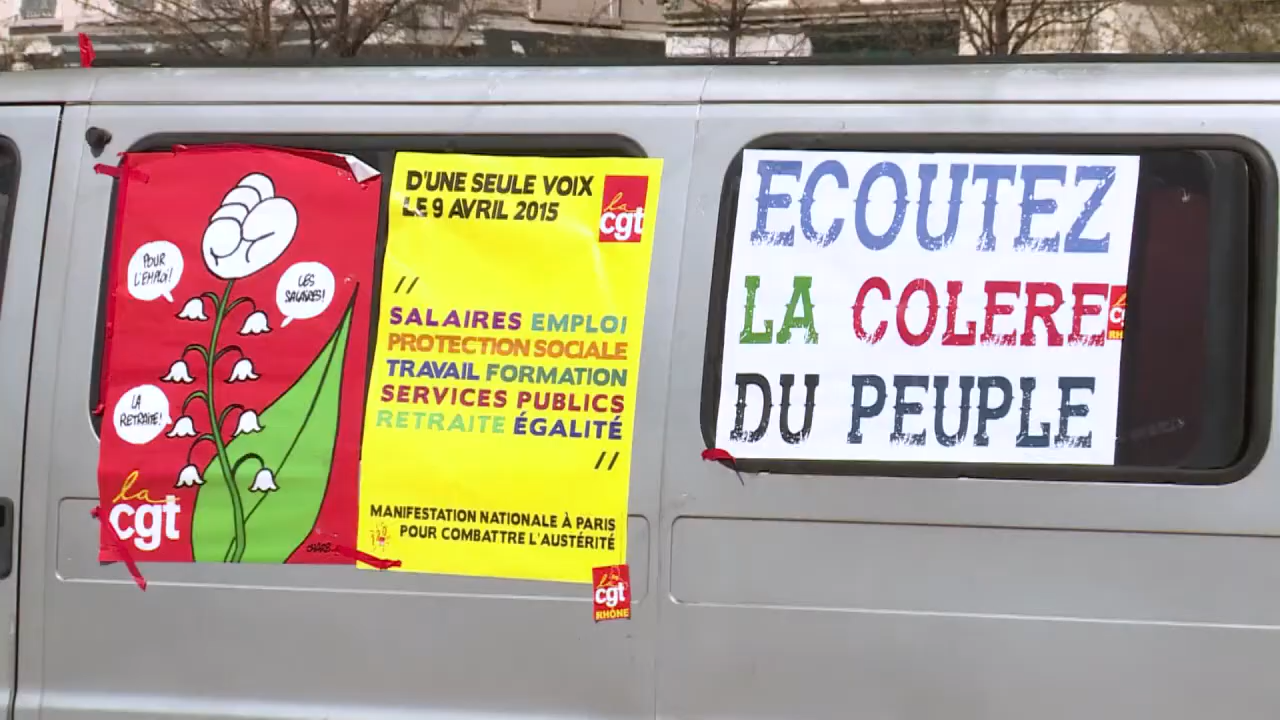 POUR
L'EMPLOI!
LES
SALAIRES!
LA
RETRAITE!
la
cgt
CHARB
D'UNE SEULE VOIX
LE 9 AVRIL 2015
la
cgt
"
SALAIRES EMPLOI
PROTECTION SOCIALE
TRAVAIL FORMATION
SERVICES PUBLICS
RETRAITE ÉGALITÉ
"
MANIFESTATION NATIONALE À PARIS
POUR COMBATTRE L'AUSTÉRITÉ
la
cgt
RHÔNE
ECOUTEZ
LA COLERE
DU PEUPLE